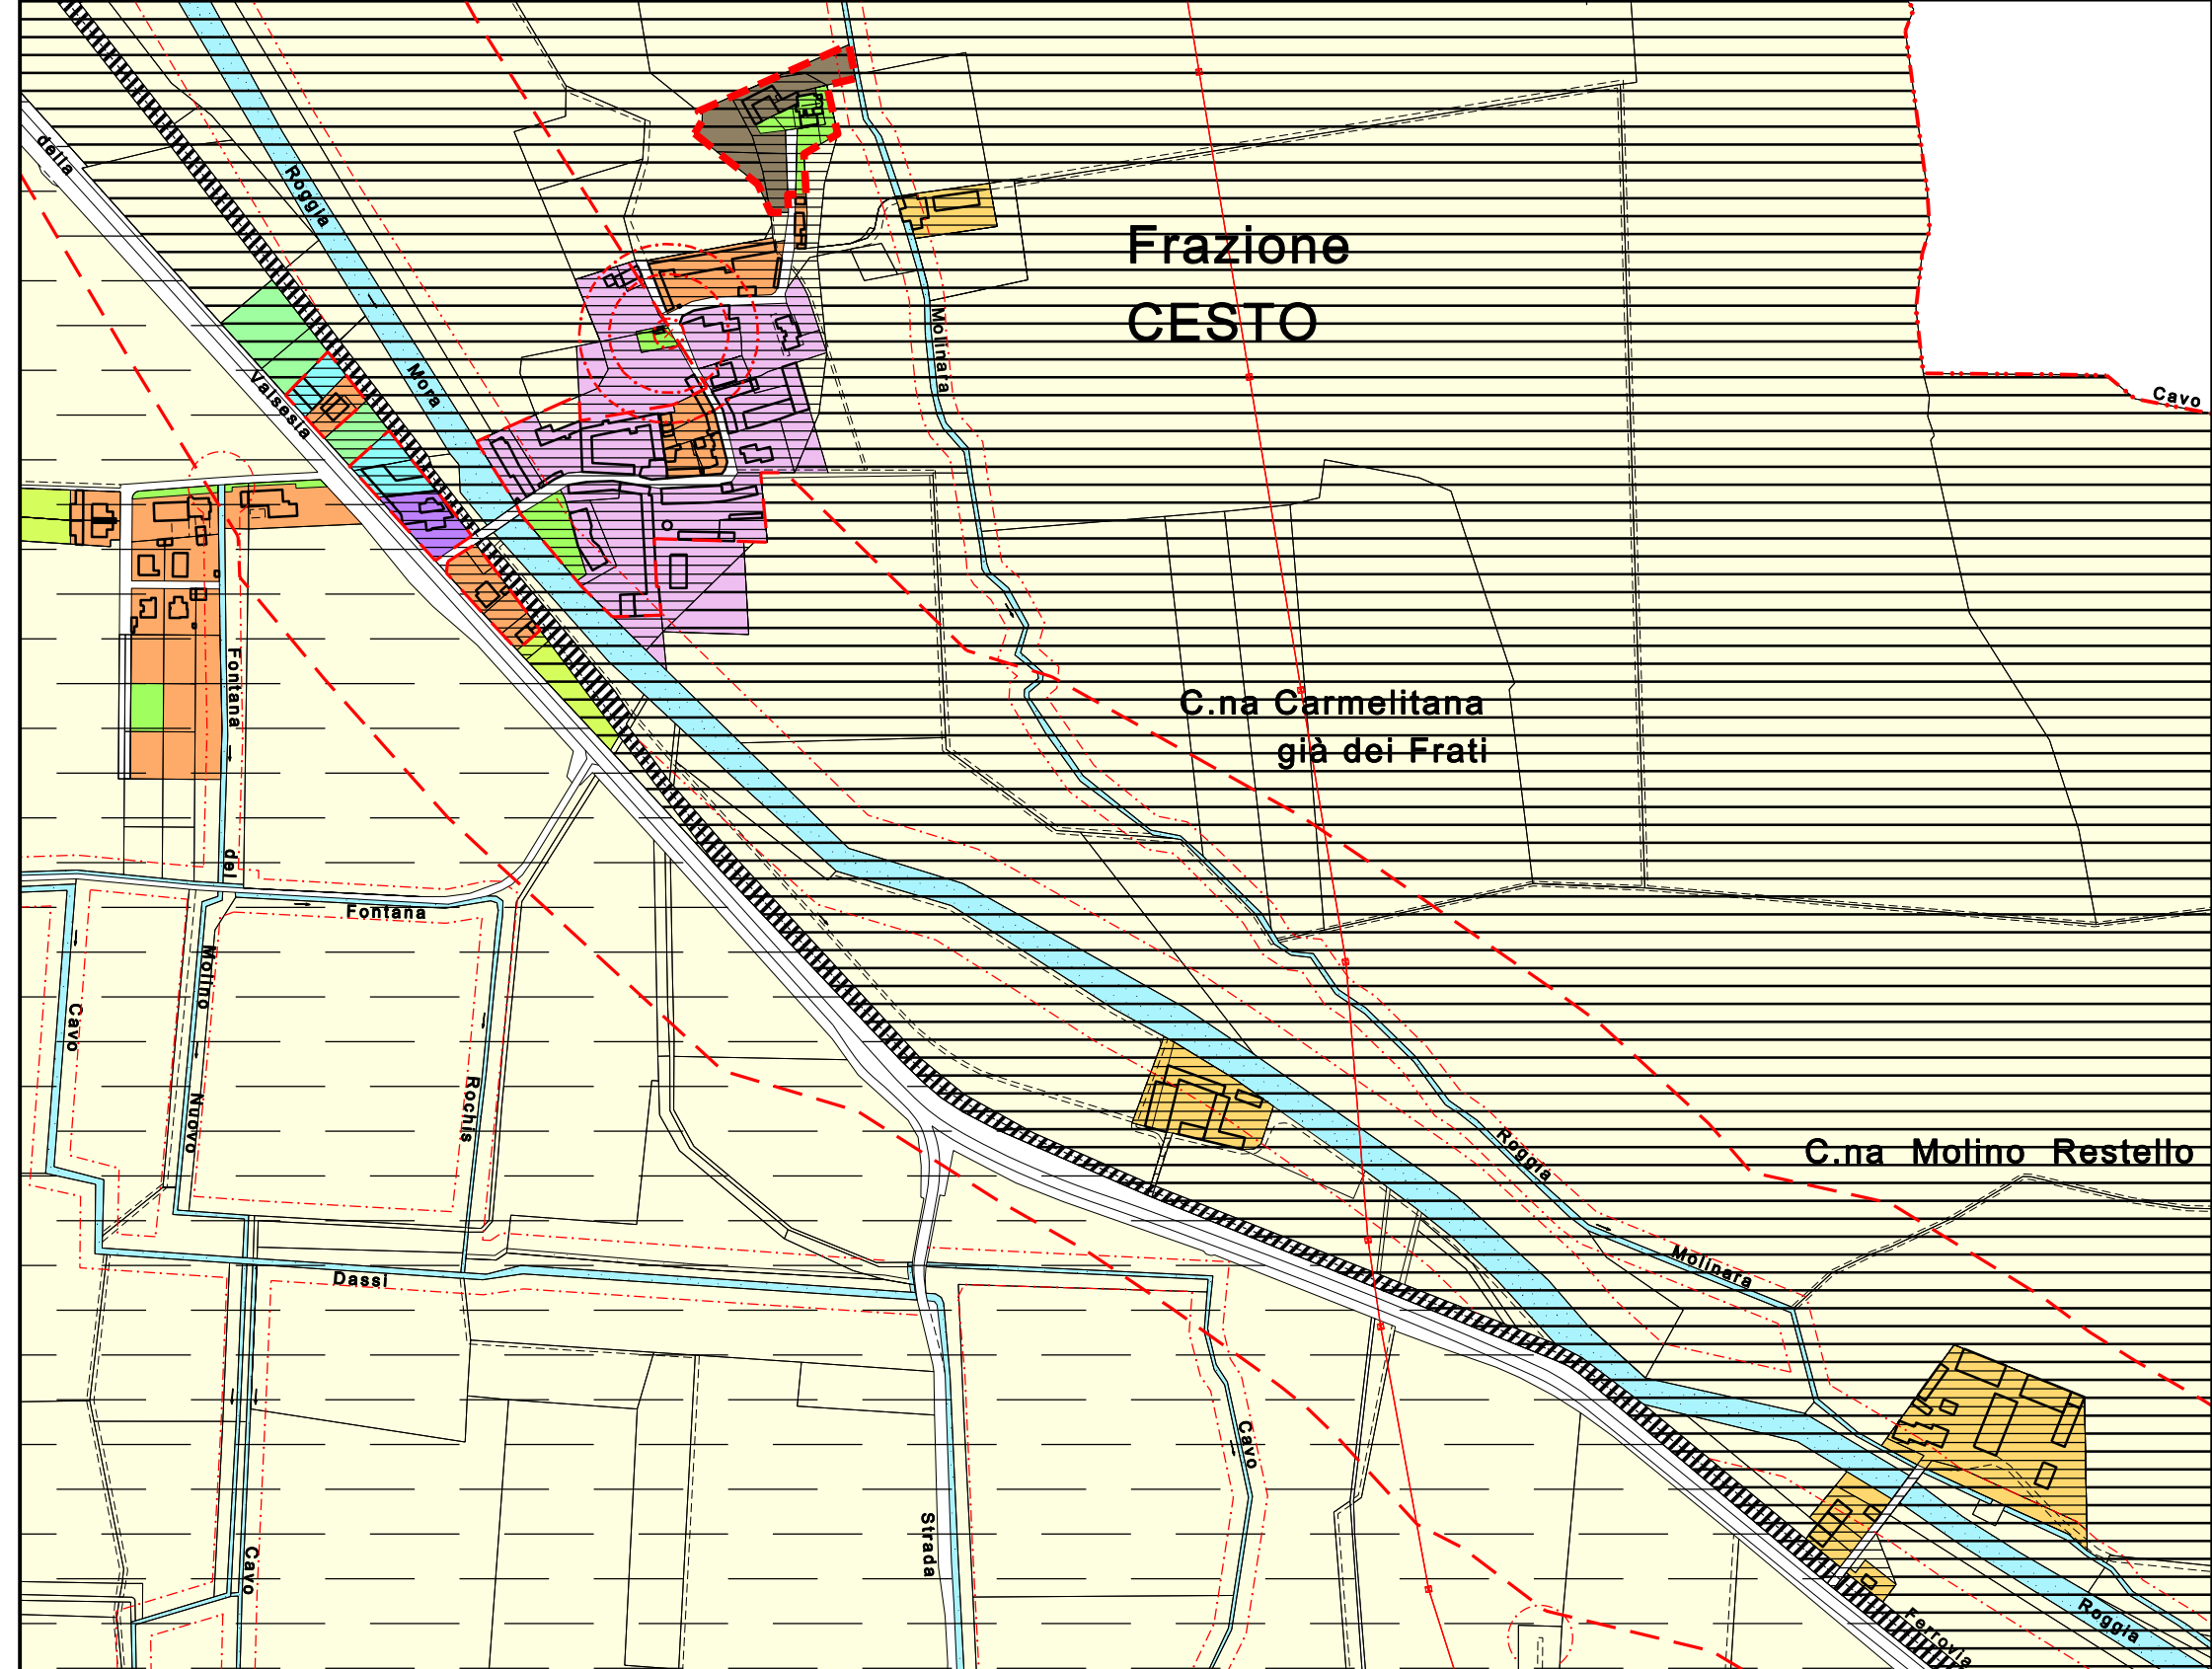 della
Roggia
Frazione
CESTO
Molinara
Valsesia
Mora
Cavo
Fontana
C.na Carmelitana
già dei Frati
del
Fontana
Molino
Cavo
Rochis
Nuovo
Roggia
C.na Molino Restello
Molinara
Dassi
Cavo
Strada
Cavo
Roggia
Ferrovia